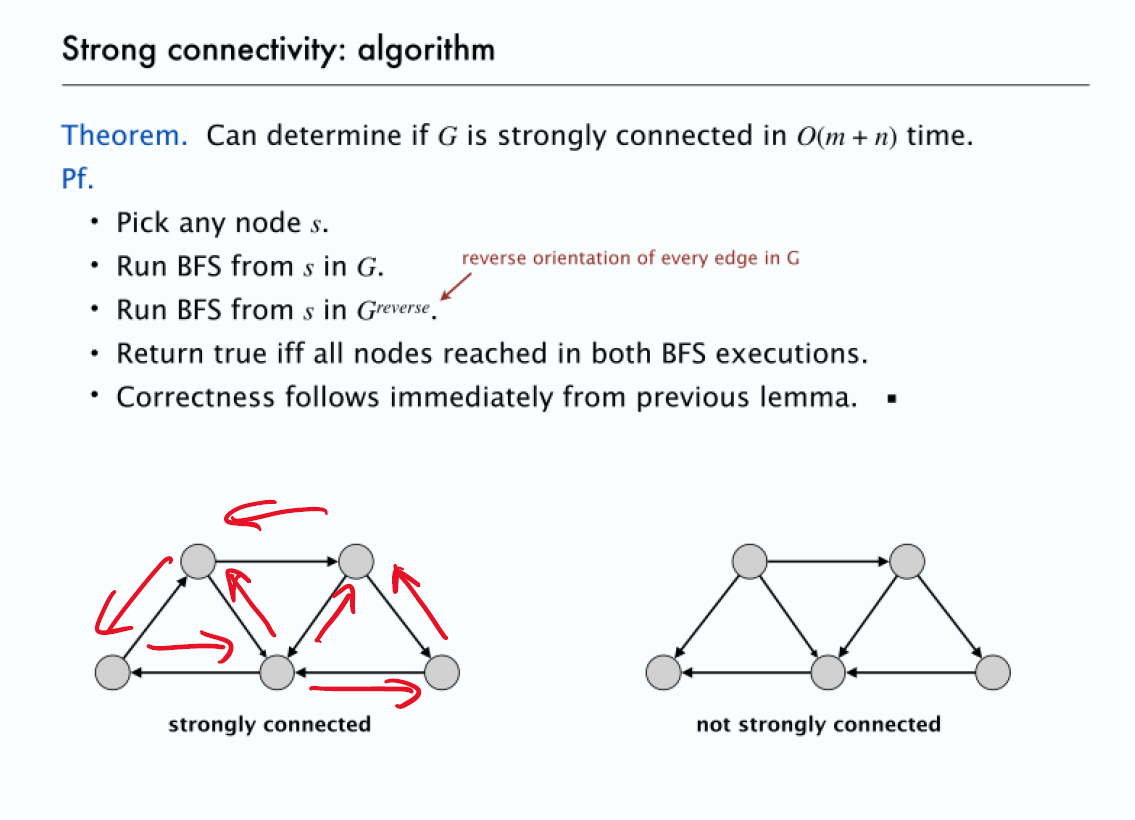 Strong connectivity: algorithm
Theorem. Can determine if G is strongly connected in O(m + n) time.
Pf.
• Pick any node s.
• Run BFS from s in G.
reverse orientation of every edge in G
• Run BFS from s in Gʳᵉᵛᵉʳˢᵉ.
• Return true iff all nodes reached in both BFS executions.
• Correctness follows immediately from previous lemma. ▪
strongly connected
not strongly connected